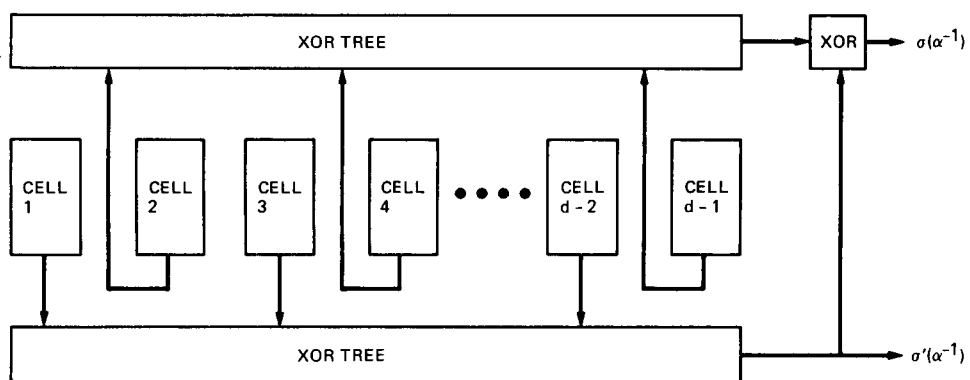 XOR TREE
XOR
σ(α⁻¹)
CELL
1
CELL
2
CELL
3
CELL
4
CELL
d - 2
CELL
d - 1
XOR TREE
σ'(α⁻¹)